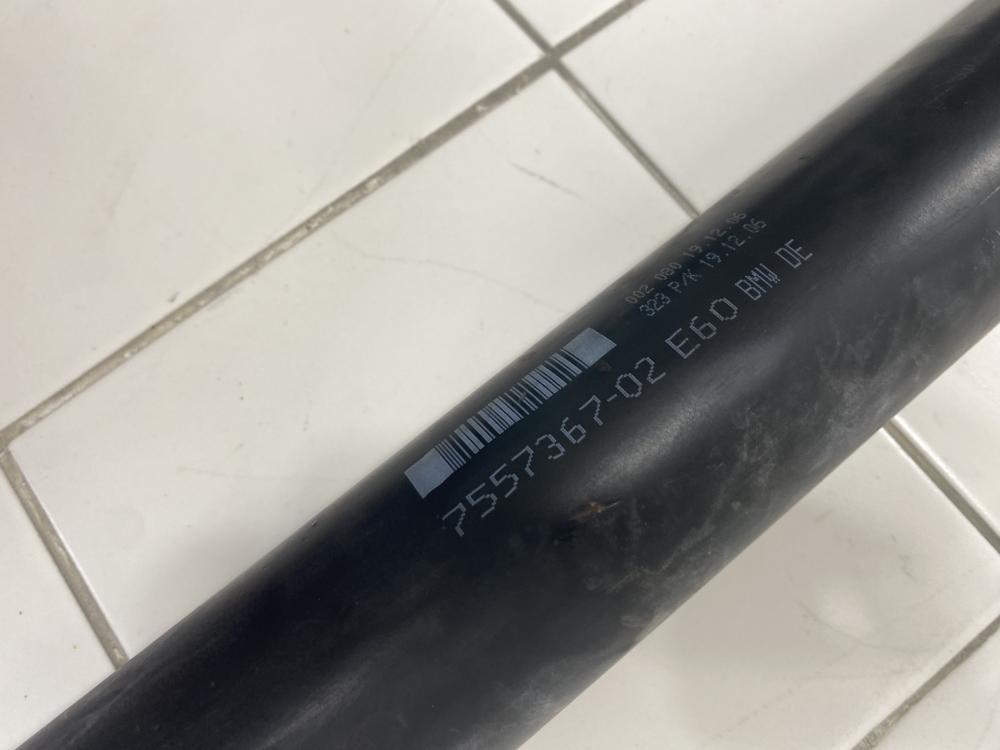 002 080 19.12.06
323 P/K 19.12.06
7557367-02 E60 BMW DE